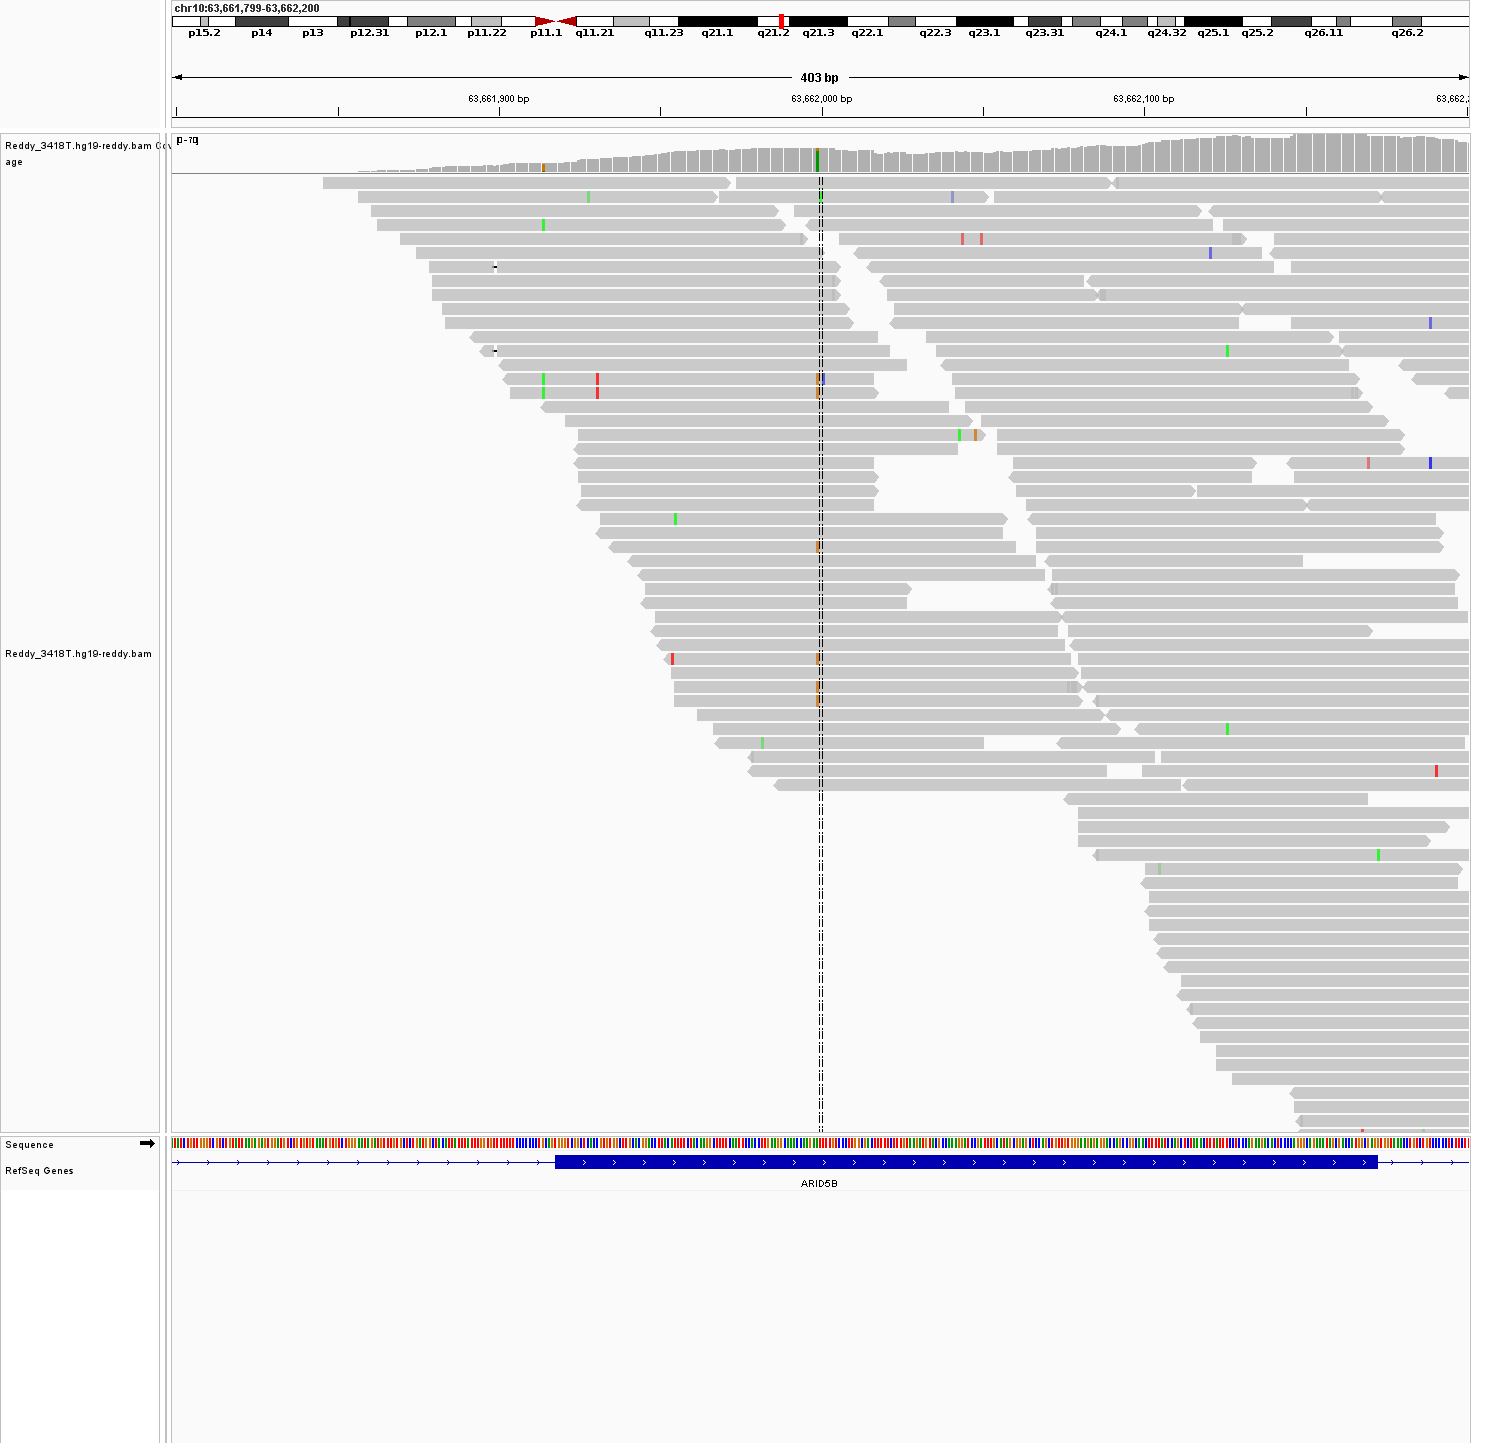 chr10:63,661,799-63,662,200
p15.2 p14 p13 p12.31 p12.1 p11.22 p11.1 q11.21 q11.23 q21.1 q21.2 q21.3 q22.1 q22.3 q23.1 q23.31 q24.1 q24.32 q25.1 q25.2 q26.11 q26.2
403 bp
63,661,900 bp 63,662,000 bp 63,662,100 bp 63,662,
Reddy_3418T.hg19-reddy.bam Cov
age
[0-70]
Reddy_3418T.hg19-reddy.bam
Sequence
RefSeq Genes
ARID5B